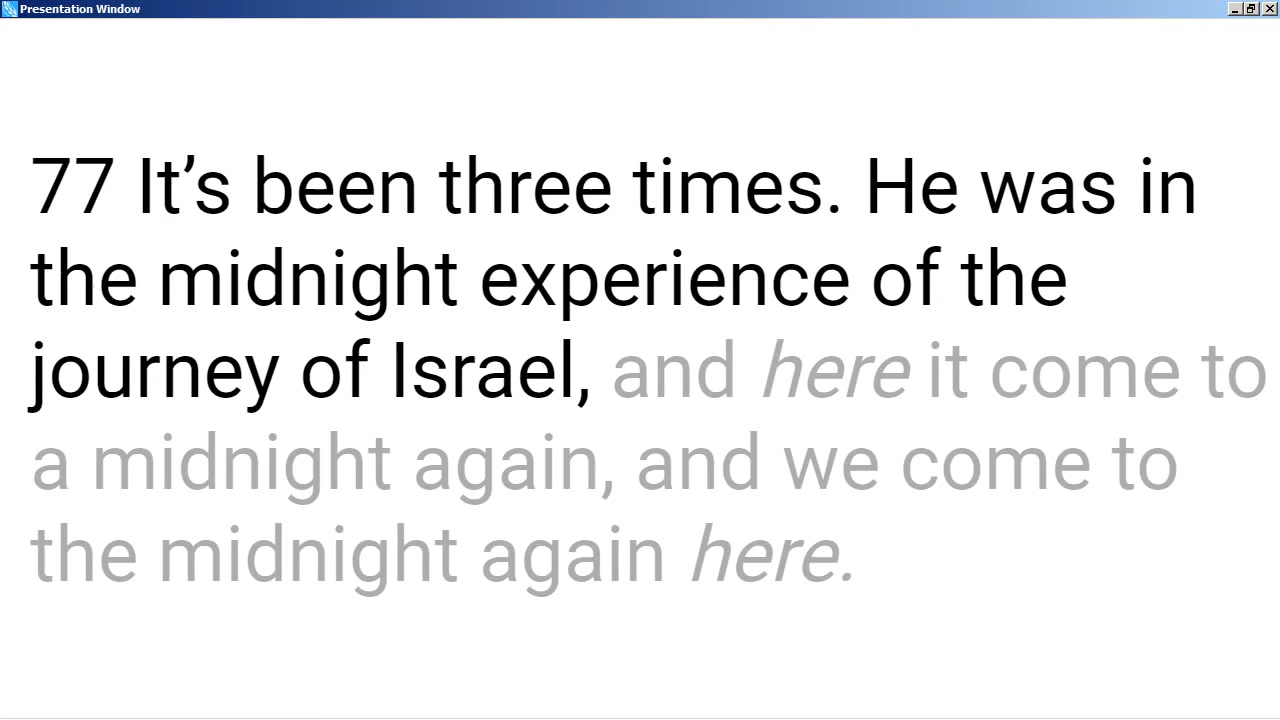 Presentation Window
77 It’s been three times. He was in
the midnight experience of the
journey of Israel, and here it come to
a midnight again, and we come to
the midnight again here.